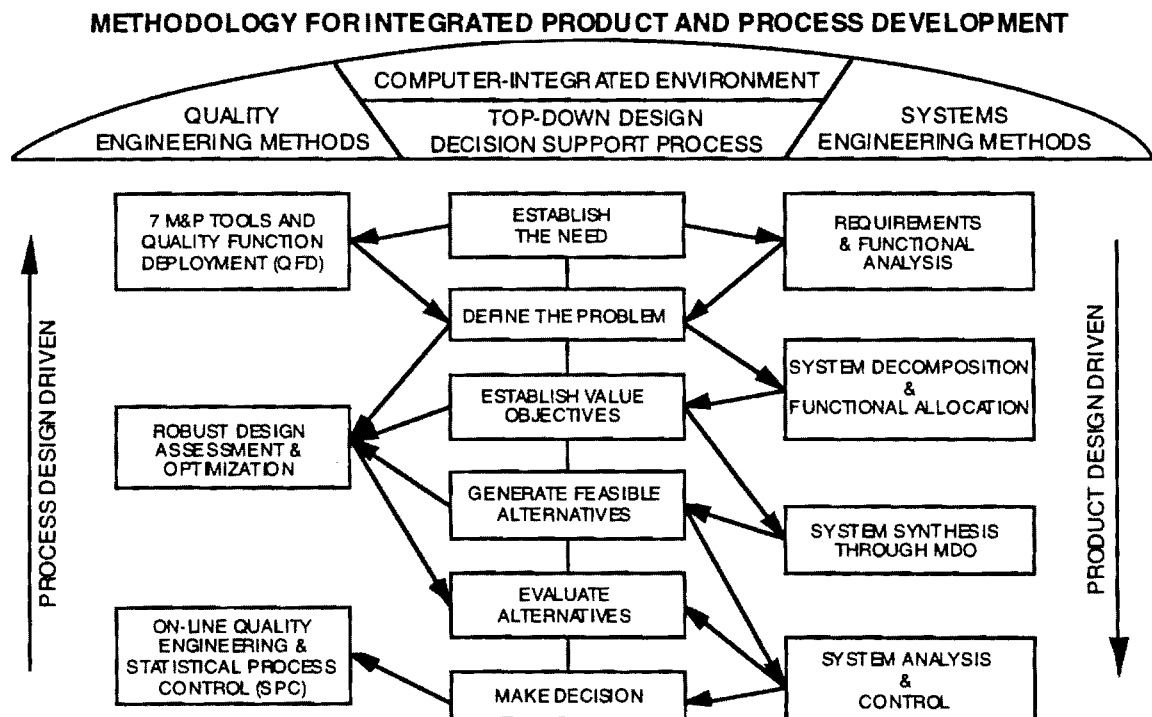 METHODOLOGY FOR INTEGRATED PRODUCT AND PROCESS DEVELOPMENT
COMPUTER-INTEGRATED ENVIRONMENT
QUALITY
ENGINEERING METHODS
TOP-DOWN DESIGN
DECISION SUPPORT PROCESS
SYSTEMS
ENGINEERING METHODS
7 M&P TOOLS AND
QUALITY FUNCTION
DEPLOYMENT (QFD)
ESTABLISH
THE NEED
REQUIREMENTS
& FUNCTIONAL
ANALYSIS
DEFINE THE PROBLEM
SYSTEM DECOMPOSITION
&
FUNCTIONAL ALLOCATION
ESTABLISH VALUE
OBJECTIVES
ROBUST DESIGN
ASSESSMENT &
OPTIMIZATION
GENERATE FEASIBLE
ALTERNATIVES
SYSTEM SYNTHESIS
THROUGH MDO
EVALUATE
ALTERNATIVES
ON-LINE QUALITY
ENGINEERING &
STATISTICAL PROCESS
CONTROL (SPC)
MAKE DECISION
SYSTEM ANALYSIS
&
CONTROL
PROCESS DESIGN DRIVEN
PRODUCT DESIGN DRIVEN